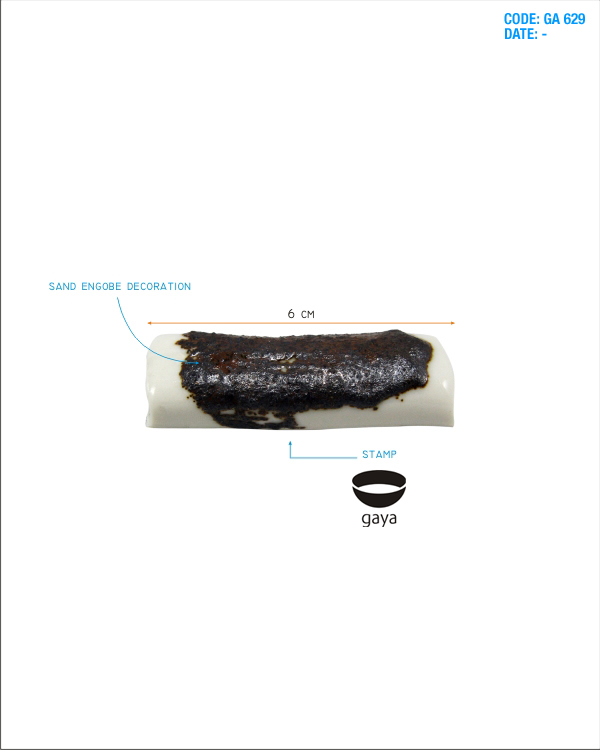 CODE: GA 629
DATE: -
SAND ENGOBE DECORATION
6 CM
STAMP
gaya